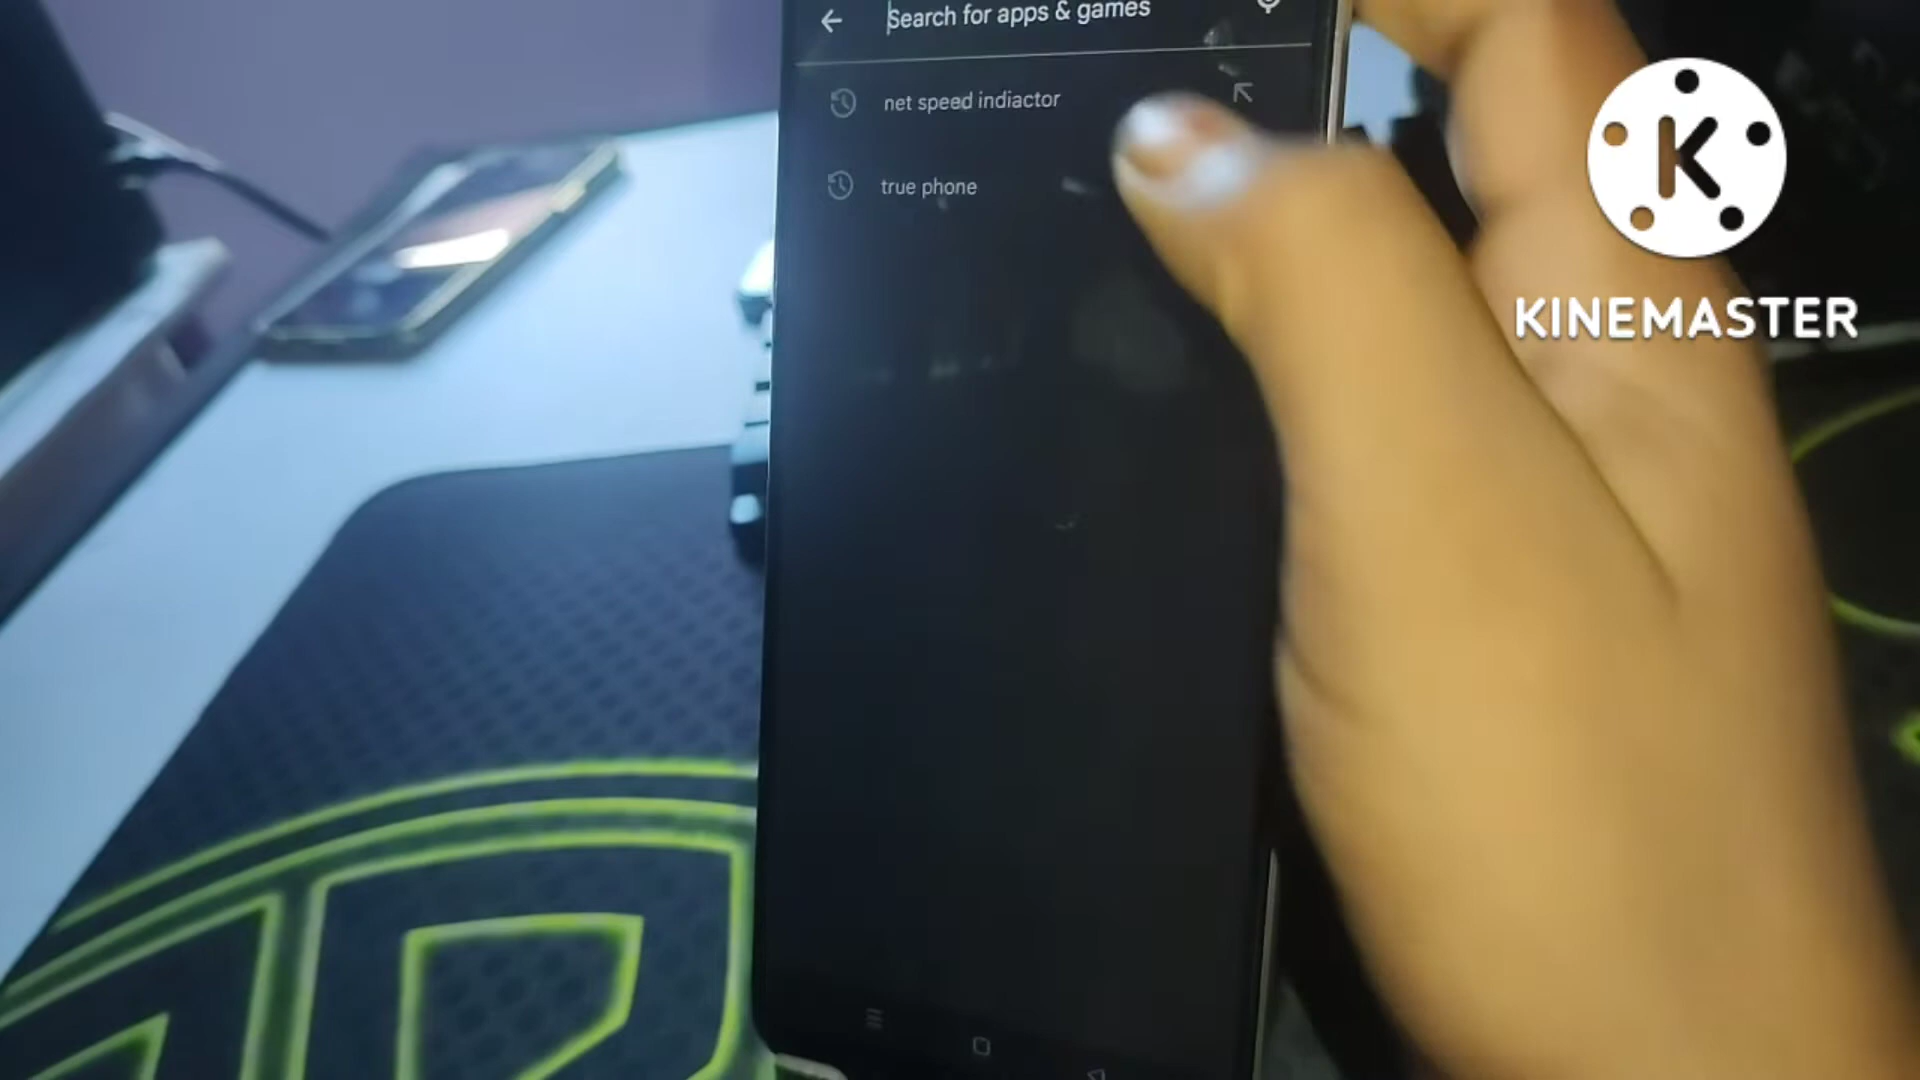 Search for apps & games
net speed indiactor
true phone
K
KINEMASTER